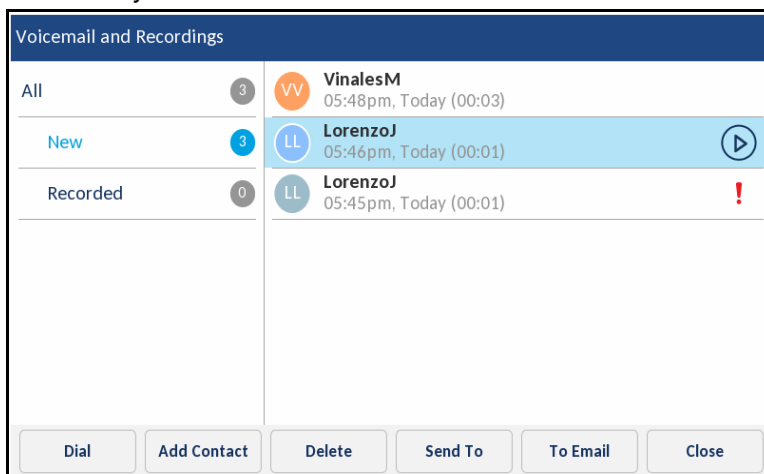 Voicemail and Recordings
All 3
New 3
Recorded 0
VV VinalesM
05:48pm, Today (00:03)
LL LorenzoJ
05:46pm, Today (00:01)
LL LorenzoJ
05:45pm, Today (00:01)
!
Dial Add Contact Delete Send To To Email Close